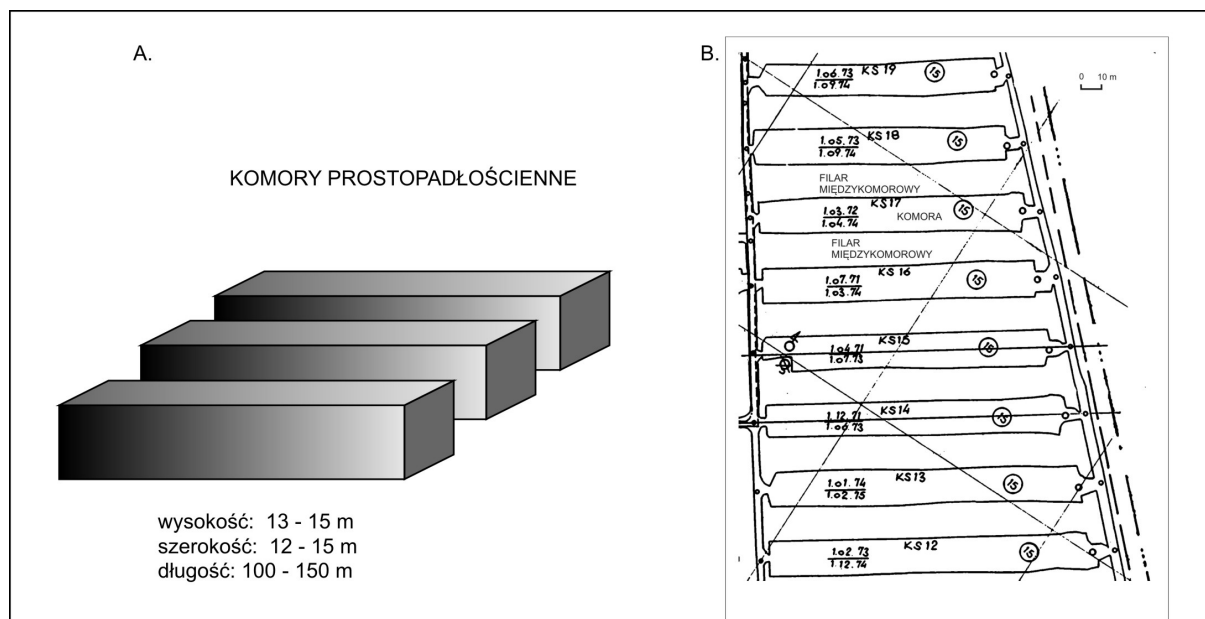 A.
KOMORY PROSTOPADŁOŚCIENNE
wysokość: 13 - 15 m
szerokość: 12 - 15 m
długość: 100 - 150 m
B.
0 10 m
KS 19
1.06.73
1.09.74
15
KS 18
1.05.73
1.09.74
15
FILAR
MIĘDZYKOMOROWY
KS 17
1.03.72
1.04.74
KOMORA
15
FILAR
MIĘDZYKOMOROWY
KS 16
1.07.71
1.03.74
15
KS 15
1.04.71
1.07.73
15
KS 14
1.12.71
1.06.73
15
KS 13
1.01.74
1.02.75
15
KS 12
1.02.73
1.12.74
15